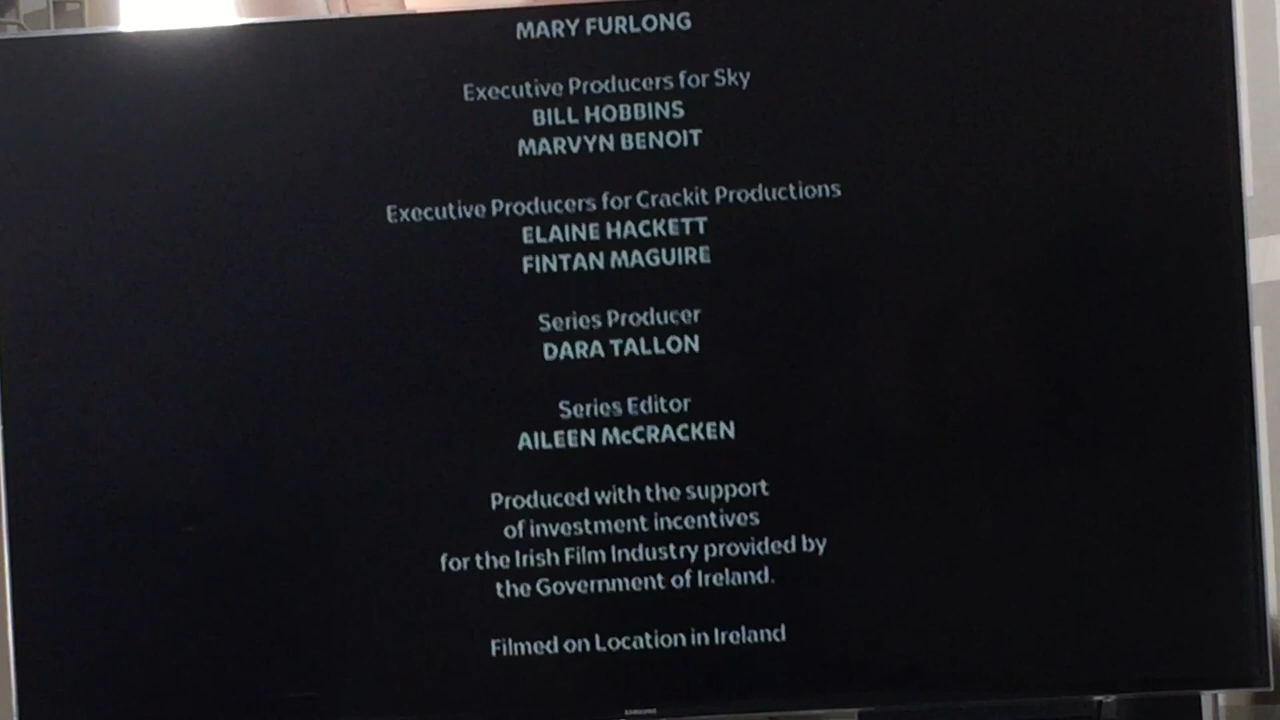 MARY FURLONG
Executive Producers for Sky
BILL HOBBINS
MARVYN BENOIT
Executive Producers for Crackit Productions
ELAINE HACKETT
FINTAN MAGUIRE
Series Producer
DARA TALLON
Series Editor
AILEEN McCRACKEN
Produced with the support
of investment incentives
for the Irish Film Industry provided by
the Government of Ireland.
Filmed on Location in Ireland
SAMSUNG